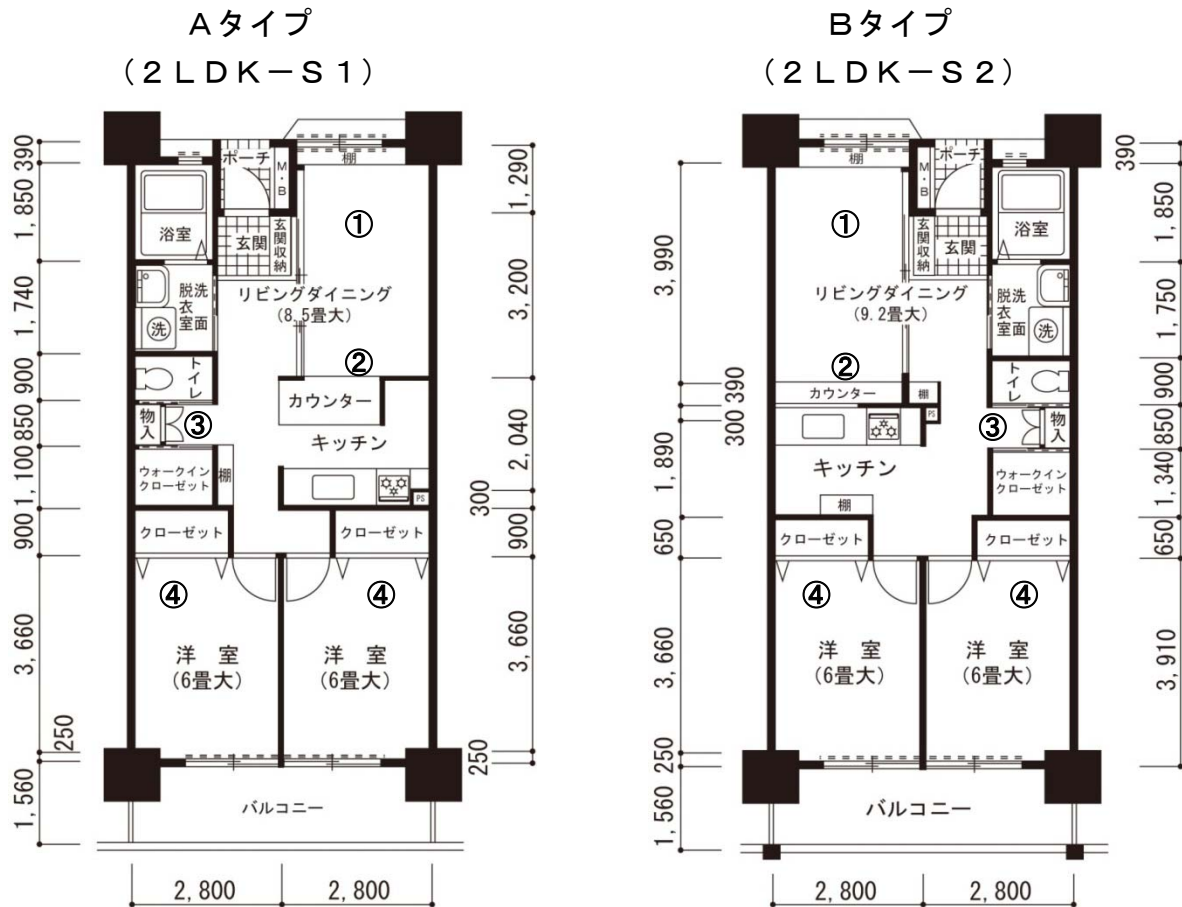 Aタイプ
(2LDK－S1)
390
1,850
1,740
900
850
1,100
900
3,660
250
1,560
ポーチ
M・B
棚
浴室
玄関
玄関収納
①
洗面脱衣室
洗
リビングダイニング
(8.5畳大)
②
トイレ
カウンター
物入
③
キッチン
ウォークイン
クローゼット
棚
PS
クローゼット
クローゼット
④
④
洋室
(6畳大)
洋室
(6畳大)
バルコニー
1,290
3,200
2,040
300
900
3,660
250
2,800
2,800
Bタイプ
(2LDK－S2)
3,990
390
300
1,890
650
3,660
250
1,560
棚
M・B
ポーチ
①
玄関収納
玄関
浴室
リビングダイニング
(9.2畳大)
洗面脱衣室
洗
②
カウンター
棚
トイレ
PS
③
物入
キッチン
ウォークイン
クローゼット
棚
クローゼット
クローゼット
④
④
洋室
(6畳大)
洋室
(6畳大)
バルコニー
390
1,850
1,750
900
850
1,340
650
3,910
2,800
2,800